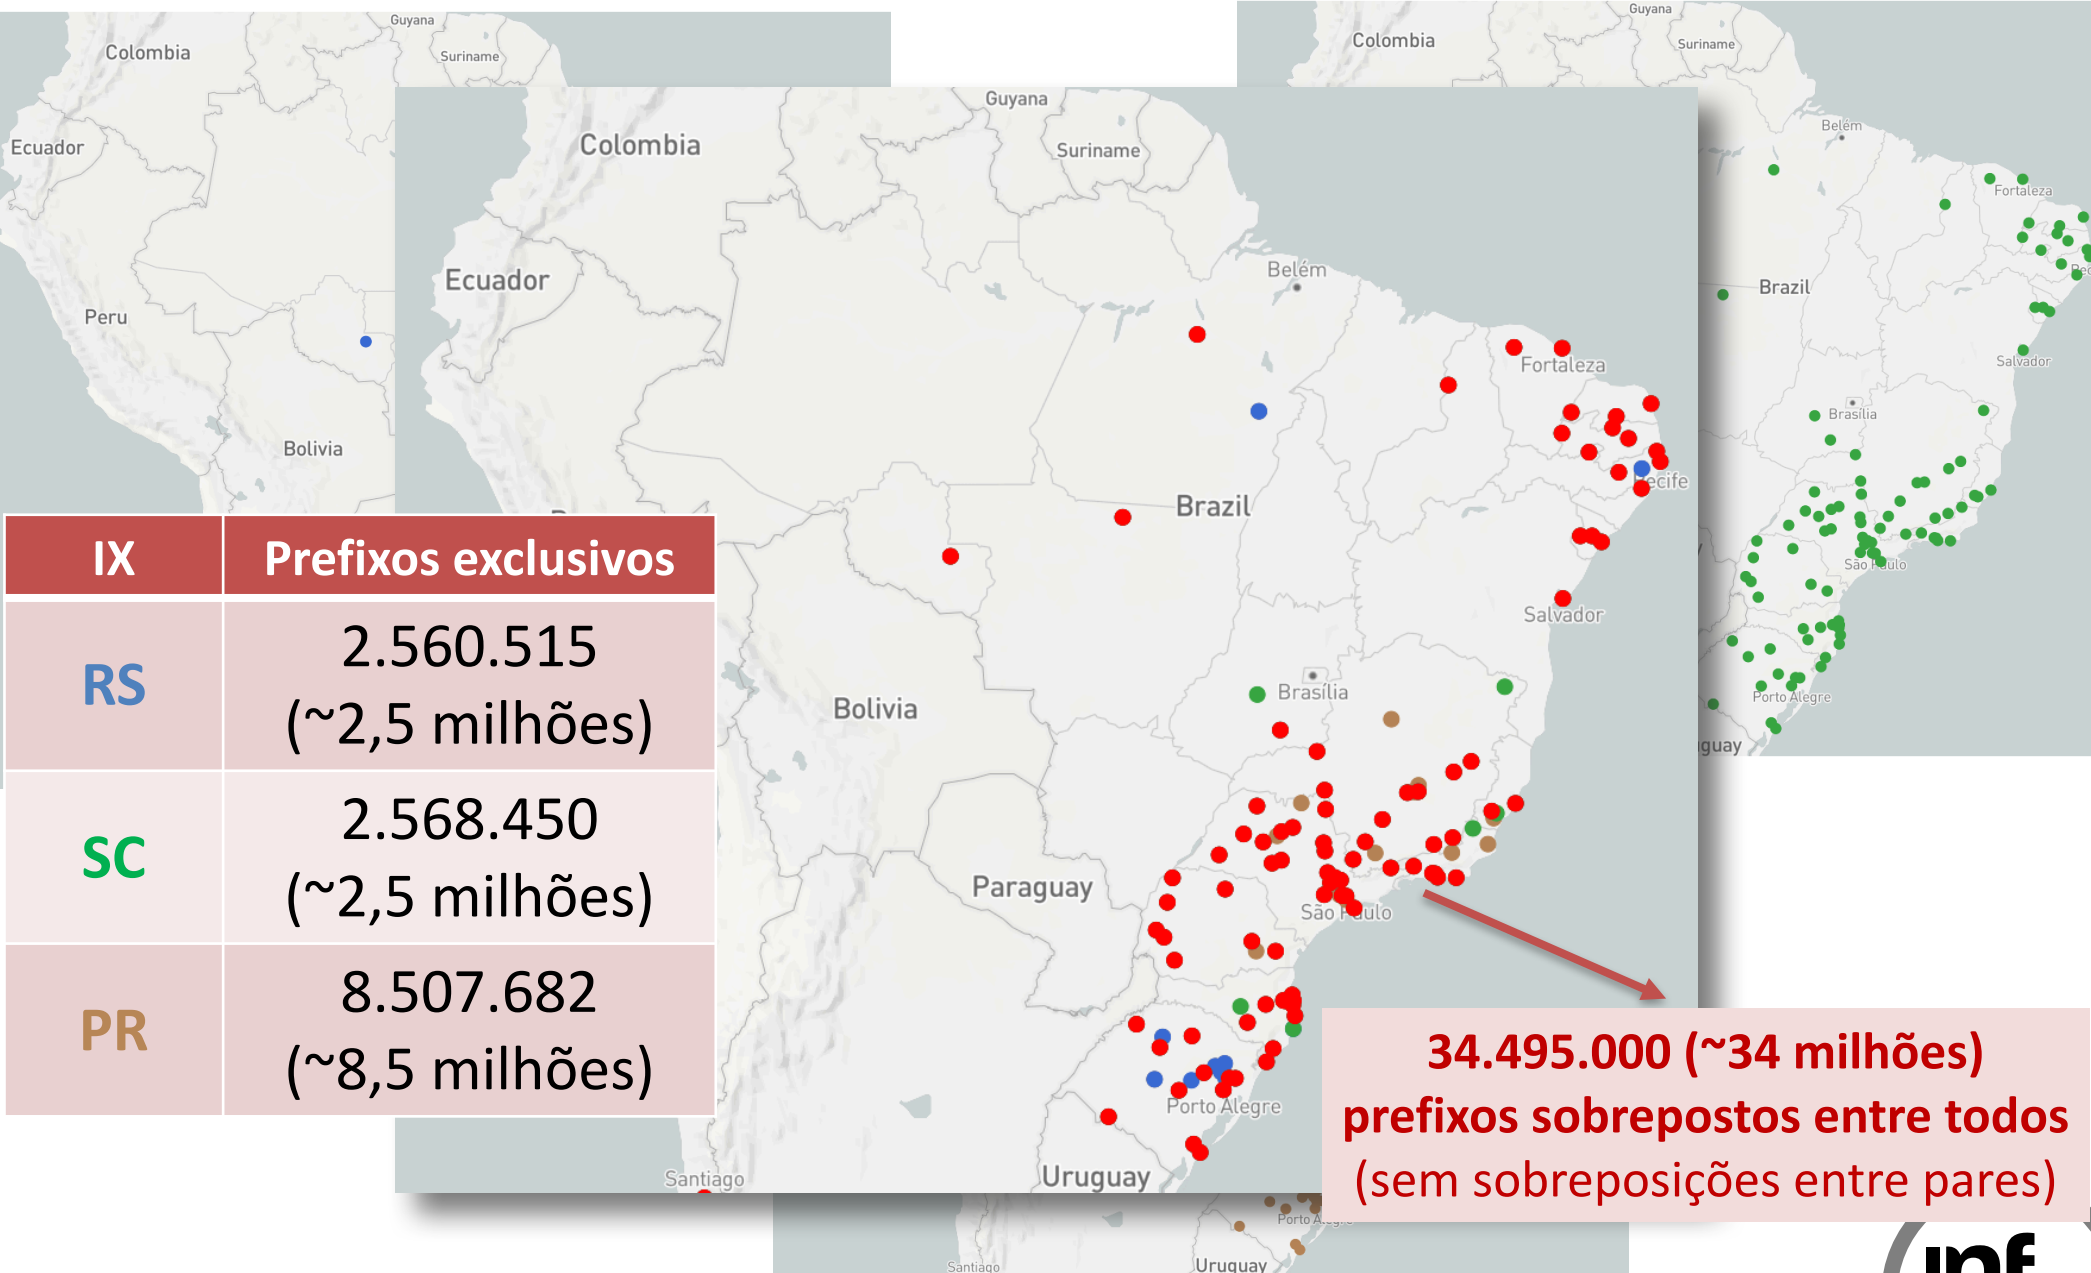 Guyana
Colombia
Suriname
Ecuador
Peru
Bolivia
Guyana
Colombia
Suriname
Belém
Fortaleza
Brazil
Salvador
Brasília
São Paulo
Porto Alegre
Guyana
Colombia
Suriname
Ecuador
Belém
Fortaleza
Recife
Brazil
Salvador
Brasília
Bolivia
Paraguay
São Paulo
Porto Alegre
Santiago
Uruguay
IX Prefixos exclusivos
RS 2.560.515
(~2,5 milhões)
SC 2.568.450
(~2,5 milhões)
PR 8.507.682
(~8,5 milhões)
34.495.000 (~34 milhões)
prefixos sobrepostos entre todos
(sem sobreposições entre pares)
Santiago
Uruguay
inf